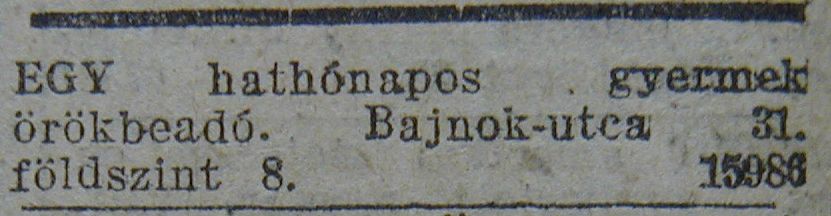 EGY hathónapos gyermek
örökbeadó. Bajnok-utca 31.
földszint 8. 15986